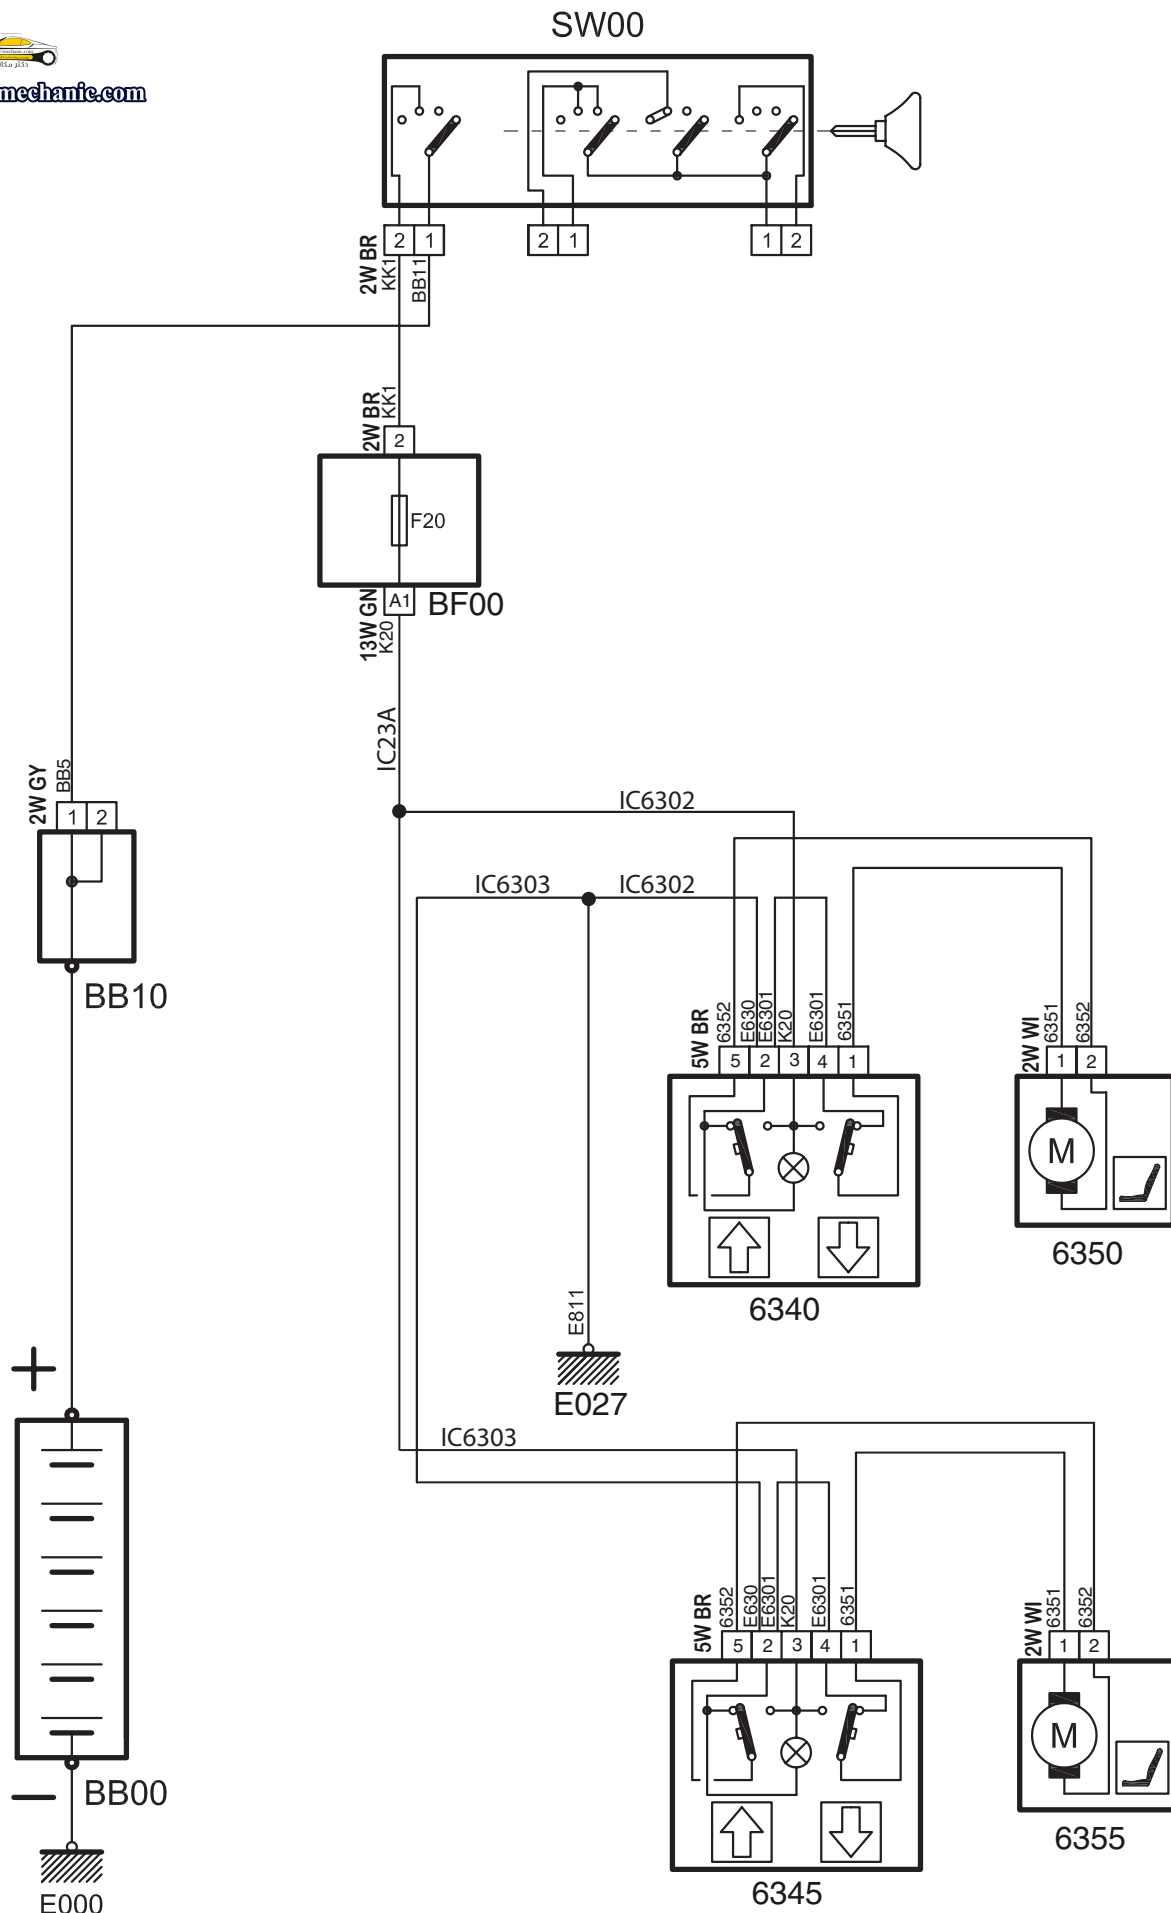 SW00
mechanic.com
2 1 2 1 1 2
2W BR
KK1
BB11
2W BR
KK1
2
F20
A1
BF00
13W GN
K20
IC23A
2W GY
BB5
1 2
IC6302
IC6303 IC6302
BB10
5W BR
6352
E630
E6301
K20
E6301
6351
5 2 3 4 1
2W WI
6351
6352
1 2
M
6350
6340
E811
E027
+
IC6303
5W BR
6352
E630
E6301
K20
E6301
6351
5 2 3 4 1
2W WI
6351
6352
1 2
M
6355
6345
–
BB00
E000